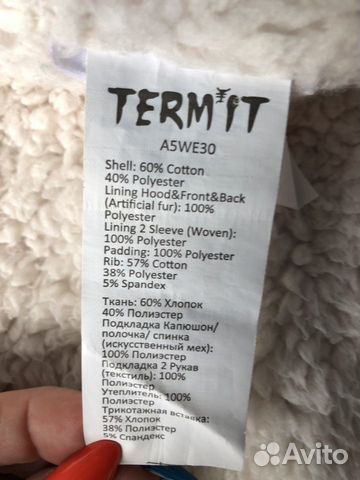 TERMIT
A5WE30
Shell: 60% Cotton
40% Polyester
Lining Hood&Front&Back
(Artificial fur): 100%
Polyester
Lining 2 Sleeve (Woven):
100% Polyester
Padding: 100% Polyester
Rib: 57% Cotton
38% Polyester
5% Spandex
Ткань: 60% Хлопок
40% Полиэстер
Подкладка Капюшон/
полочка/ спинка
(искусственный мех):
100% Полиэстер
Подкладка 2 Рукав
(текстиль): 100%
Полиэстер
Утеплитель: 100%
Полиэстер
Трикотажная вставка:
57% Хлопок
38% Полиэстер
5% Спандекс
Avito